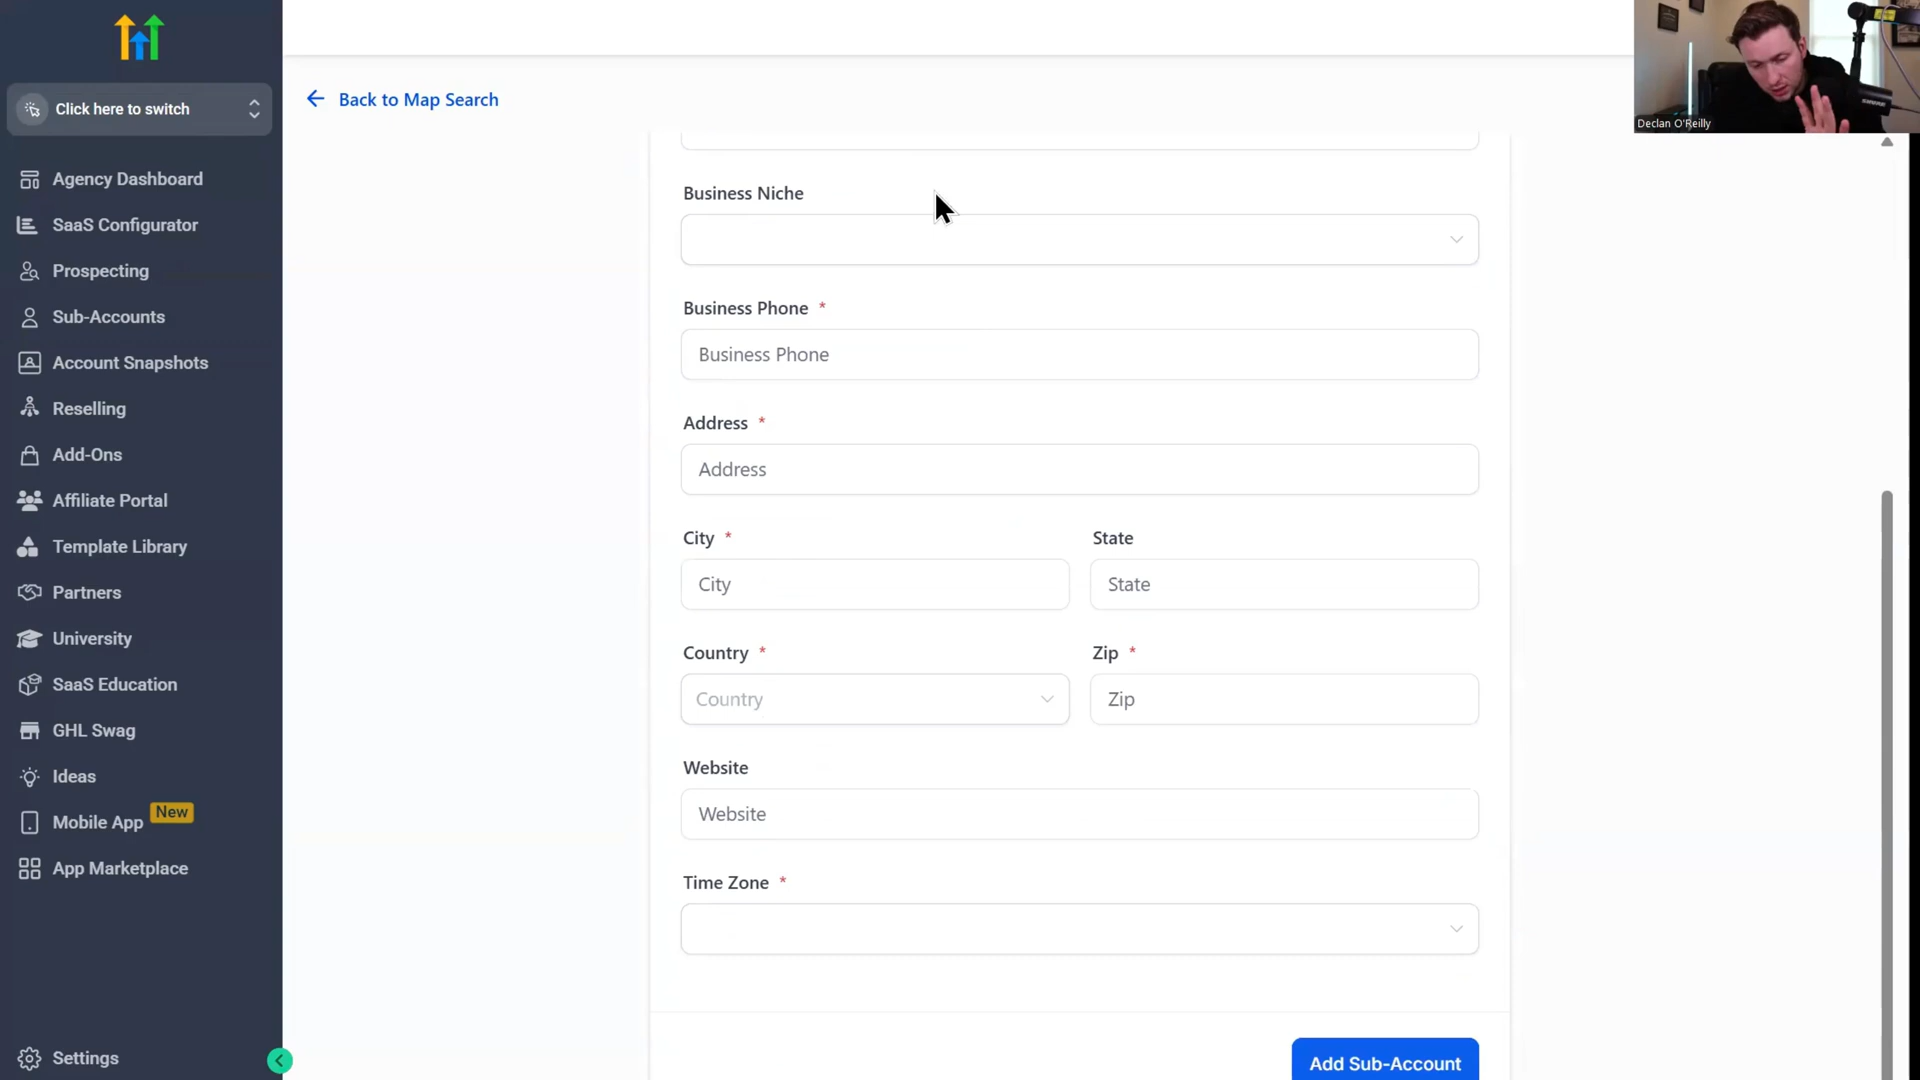 Click here to switch
Agency Dashboard
SaaS Configurator
Prospecting
Sub-Accounts
Account Snapshots
Reselling
Add-Ons
Affiliate Portal
Template Library
Partners
University
SaaS Education
GHL Swag
Ideas
Mobile App New
App Marketplace
Settings
Back to Map Search
Business Niche
Business Phone *
Business Phone
Address *
Address
City * State
City State
Country * Zip *
Country Zip
Website
Website
Time Zone *
Add Sub-Account
Declan O'Reilly